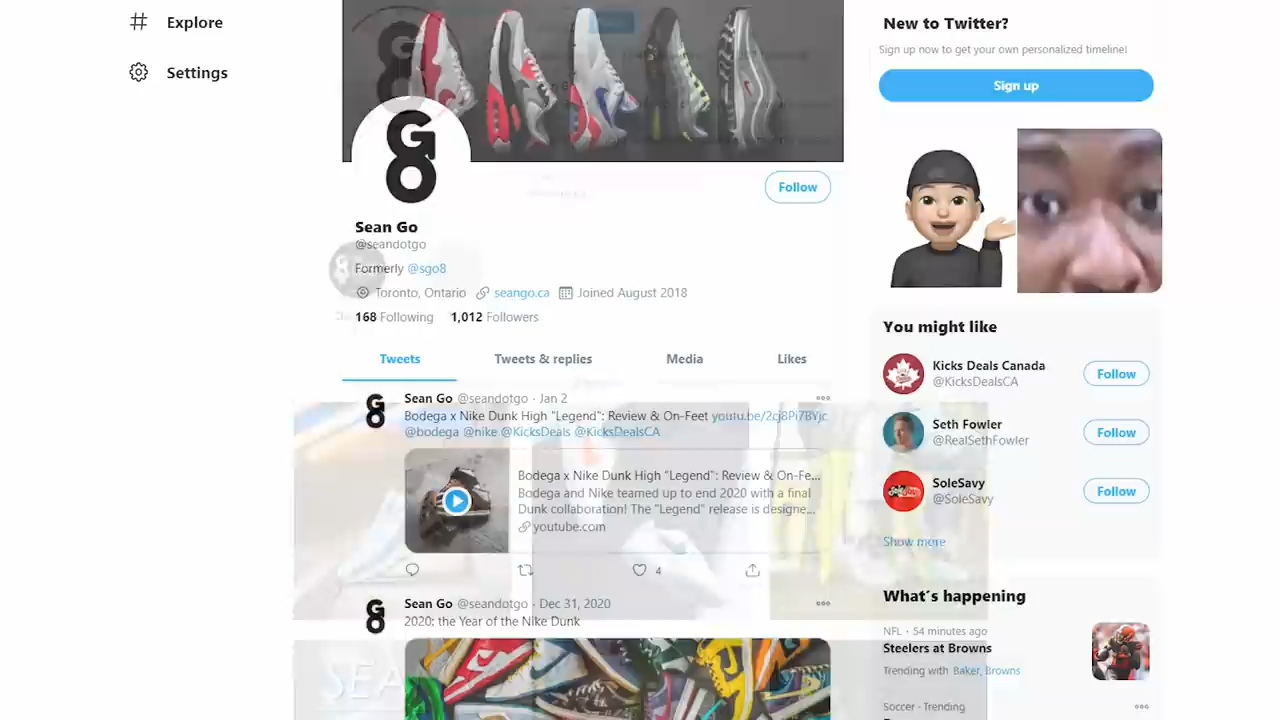 Explore
Settings
G
8
Follow
Sean Go
@seandotgo
Formerly @sgo8
Toronto, Ontario seango.ca Joined August 2018
168 Following 1,012 Followers
Tweets Tweets & replies Media Likes
Sean Go @seandotgo · Jan 2
Bodega x Nike Dunk High "Legend": Review & On-Feet youtu.be/2cj8Pi7BYjc
@bodega @nike @KicksDeals @KicksDealsCA
Bodega x Nike Dunk High "Legend": Review & On-Fe...
Bodega and Nike teamed up to end 2020 with a final
Dunk collaboration! The "Legend" release is designe...
youtube.com
4
Sean Go @seandotgo · Dec 31, 2020
2020: the Year of the Nike Dunk
SEA
New to Twitter?
Sign up now to get your own personalized timeline!
Sign up
You might like
Kicks Deals Canada
@KicksDealsCA
Follow
Seth Fowler
@RealSethFowler
Follow
SoleSavy
@SoleSavy
Follow
Show more
What's happening
NFL · 54 minutes ago
Steelers at Browns
Trending with Baker, Browns
Soccer · Trending